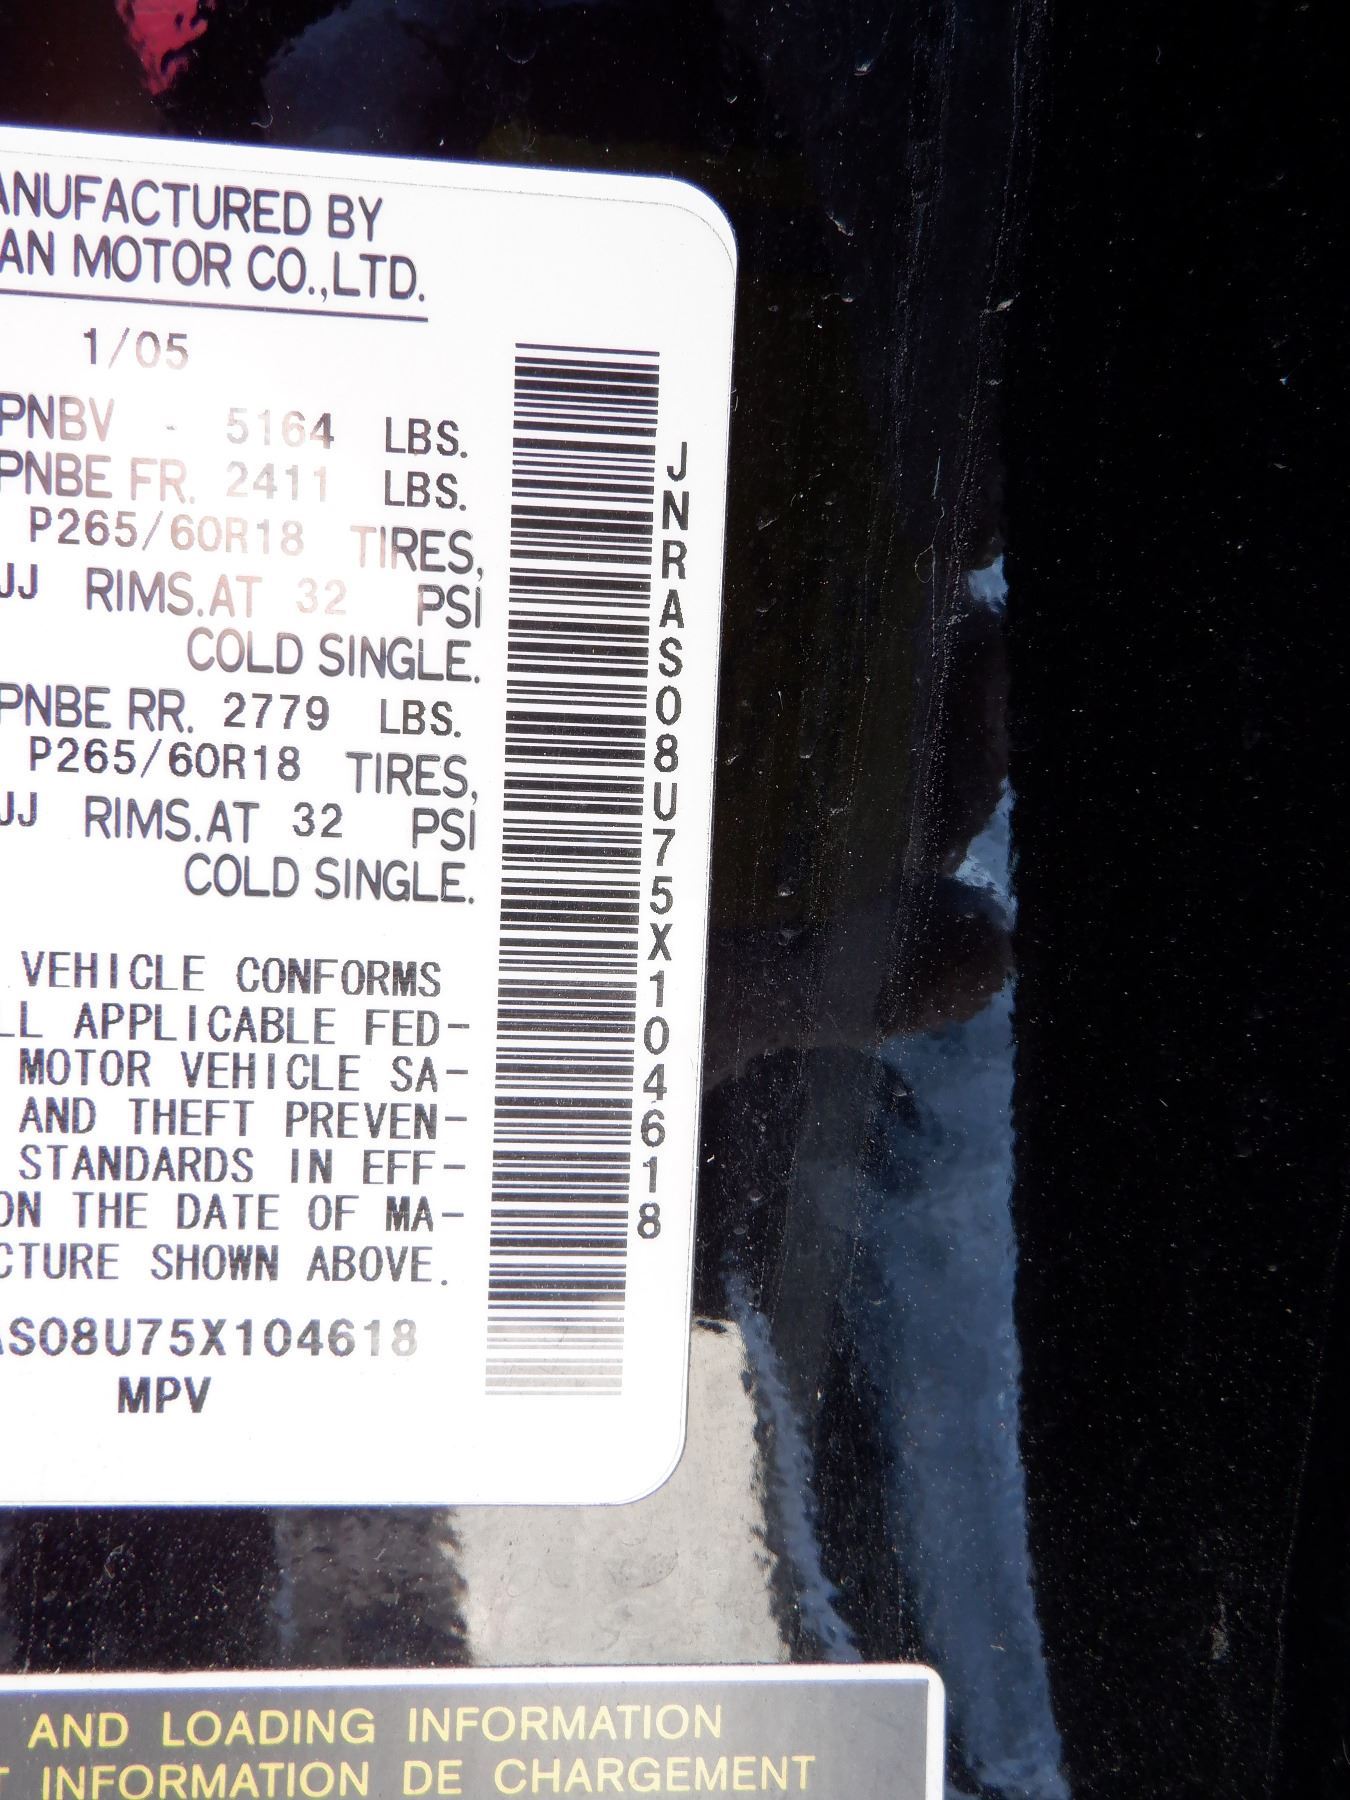 ANUFACTURED BY
AN MOTOR CO.,LTD.
1/05
PNBV - 5164 LBS.
PNBE FR. 2411 LBS.
P265/60R18 TIRES,
JJ RIMS.AT 32 PSI
COLD SINGLE.
PNBE RR. 2779 LBS.
P265/60R18 TIRES,
JJ RIMS.AT 32 PSI
COLD SINGLE.
VEHICLE CONFORMS
LL APPLICABLE FED-
MOTOR VEHICLE SA-
AND THEFT PREVEN-
STANDARDS IN EFF-
ON THE DATE OF MA-
CTURE SHOWN ABOVE.
AS08U75X104618
MPV
JNRAS08U75X104618
AND LOADING INFORMATION
T INFORMATION DE CHARGEMENT